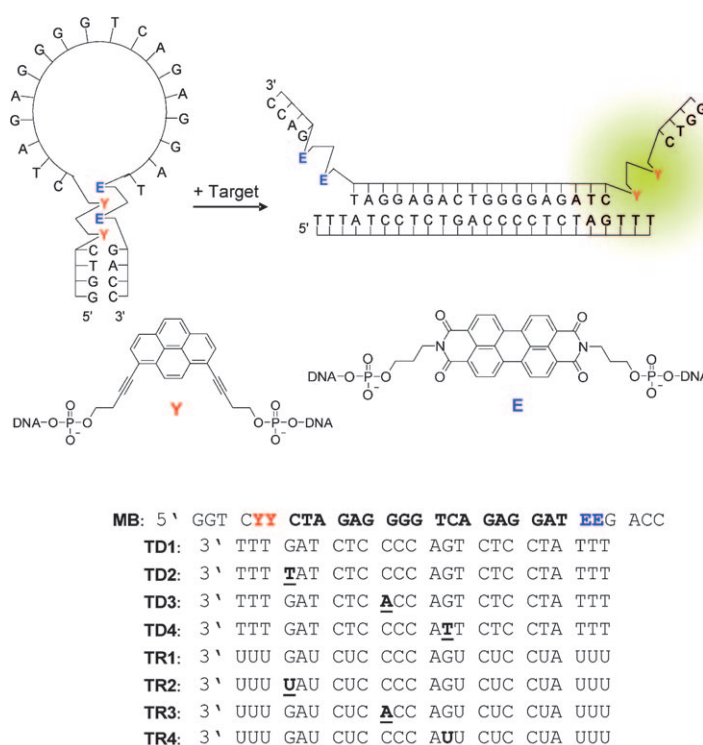 C T A G A G G G G T C A G A G G A T
E
Y
E
Y
C G
T A
G C
G C
5' 3'
+ Target
3'
C C A G
E
E
TAGGAGACTGGGGAGATC
Y
Y
C T G G
5' TTTATCCTCTGACCCCTCTAGTTT
DNA-O-P-O
O
O⁻
Y
O
O-P-O-DNA
O⁻
DNA-O-P-O
O
O⁻
O
N
O
O
N
O
E
O
O-P-O-DNA
O⁻
MB: 5‘ GGT CYY CTA GAG GGG TCA GAG GAT EEG ACC
TD1: 3‘ TTT GAT CTC CCC AGT CTC CTA TTT
TD2: 3‘ TTT TAT CTC CCC AGT CTC CTA TTT
TD3: 3‘ TTT GAT CTC ACC AGT CTC CTA TTT
TD4: 3‘ TTT GAT CTC CCC ATT CTC CTA TTT
TR1: 3‘ UUU GAU CUC CCC AGU CUC CUA UUU
TR2: 3‘ UUU UAU CUC CCC AGU CUC CUA UUU
TR3: 3‘ UUU GAU CUC ACC AGU CUC CUA UUU
TR4: 3‘ UUU GAU CUC CCC AUU CUC CUA UUU